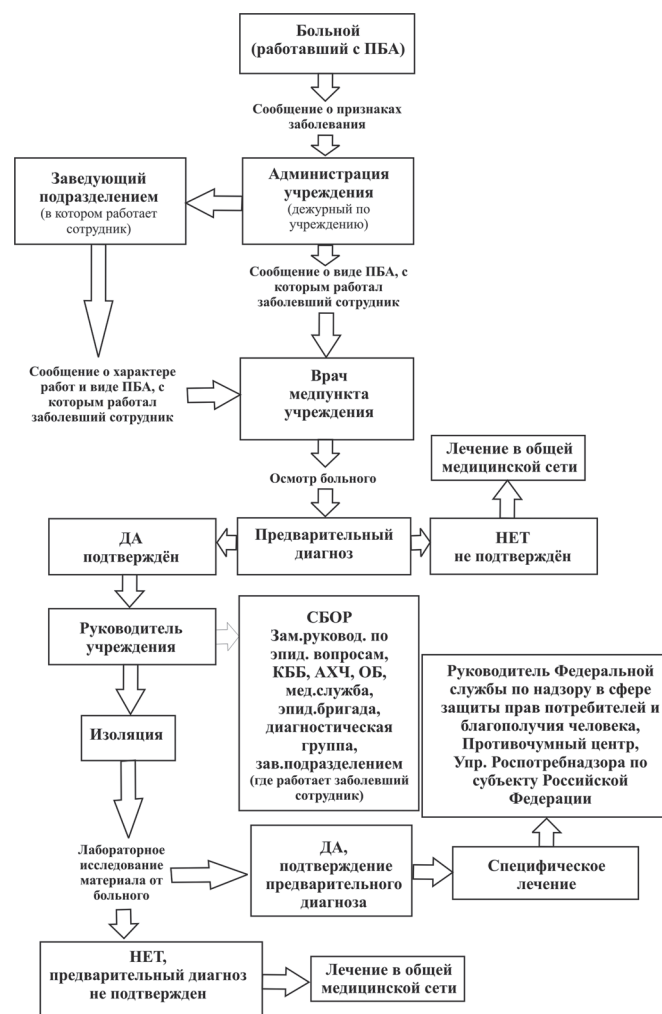 Больной
(работавший с ПБА)
Сообщение о признаках
заболевания
Заведующий
подразделением
(в котором работает
сотрудник)
Администрация
учреждения
(дежурный по
учреждению)
Сообщение о виде ПБА, с
которым работал
заболевший сотрудник
Сообщение о характере
работ и виде ПБА, с
которым работал
заболевший сотрудник
Врач
медпункта
учреждения
Осмотр больного
Лечение в общей
медицинской сети
ДА
подтверждён
Предварительный
диагноз
НЕТ
не подтверждён
Руководитель
учреждения
СБОР
Зам.руковод. по
эпид. вопросам,
КББ, АХЧ, ОБ,
мед.служба,
эпид.бригада,
диагностическая
группа,
зав.подразделением
(где работает заболевший
сотрудник)
Руководитель Федеральной
службы по надзору в сфере
защиты прав потребителей и
благополучия человека,
Противочумный центр,
Упр. Роспотребнадзора по
субъекту Российской
Федерации
Изоляция
Лабораторное
исследование
материала от
больного
ДА,
подтверждение
предварительного
диагноза
Специфическое
лечение
НЕТ,
предварительный диагноз
не подтвержден
Лечение в общей
медицинской сети